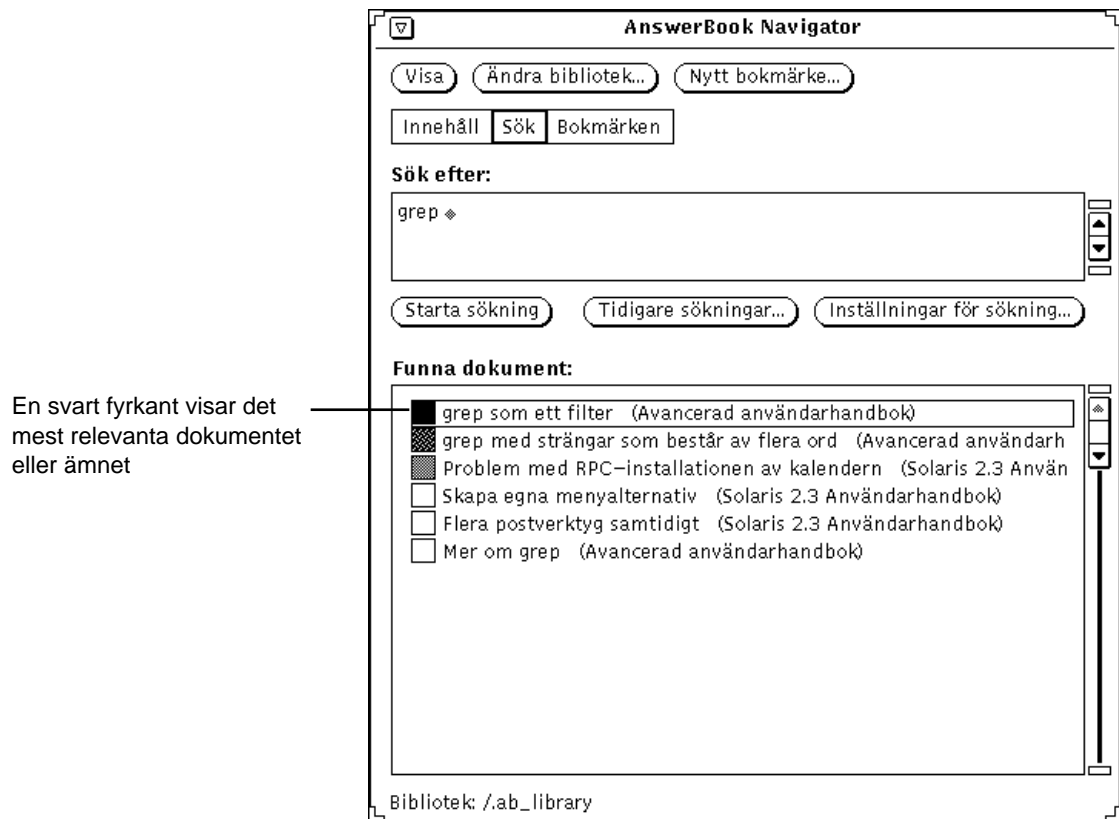 AnswerBook Navigator
Visa Ändra bibliotek... Nytt bokmärke...
Innehåll Sök Bokmärken
Sök efter:
grep
Starta sökning Tidigare sökningar... Inställningar för sökning...
Funna dokument:
En svart fyrkant visar det
mest relevanta dokumentet
eller ämnet
grep som ett filter (Avancerad användarhandbok)
grep med strängar som består av flera ord (Avancerad användarh
Problem med RPC-installationen av kalendern (Solaris 2.3 Använ
Skapa egna menyalternativ (Solaris 2.3 Användarhandbok)
Flera postverktyg samtidigt (Solaris 2.3 Användarhandbok)
Mer om grep (Avancerad användarhandbok)
Bibliotek: /.ab_library